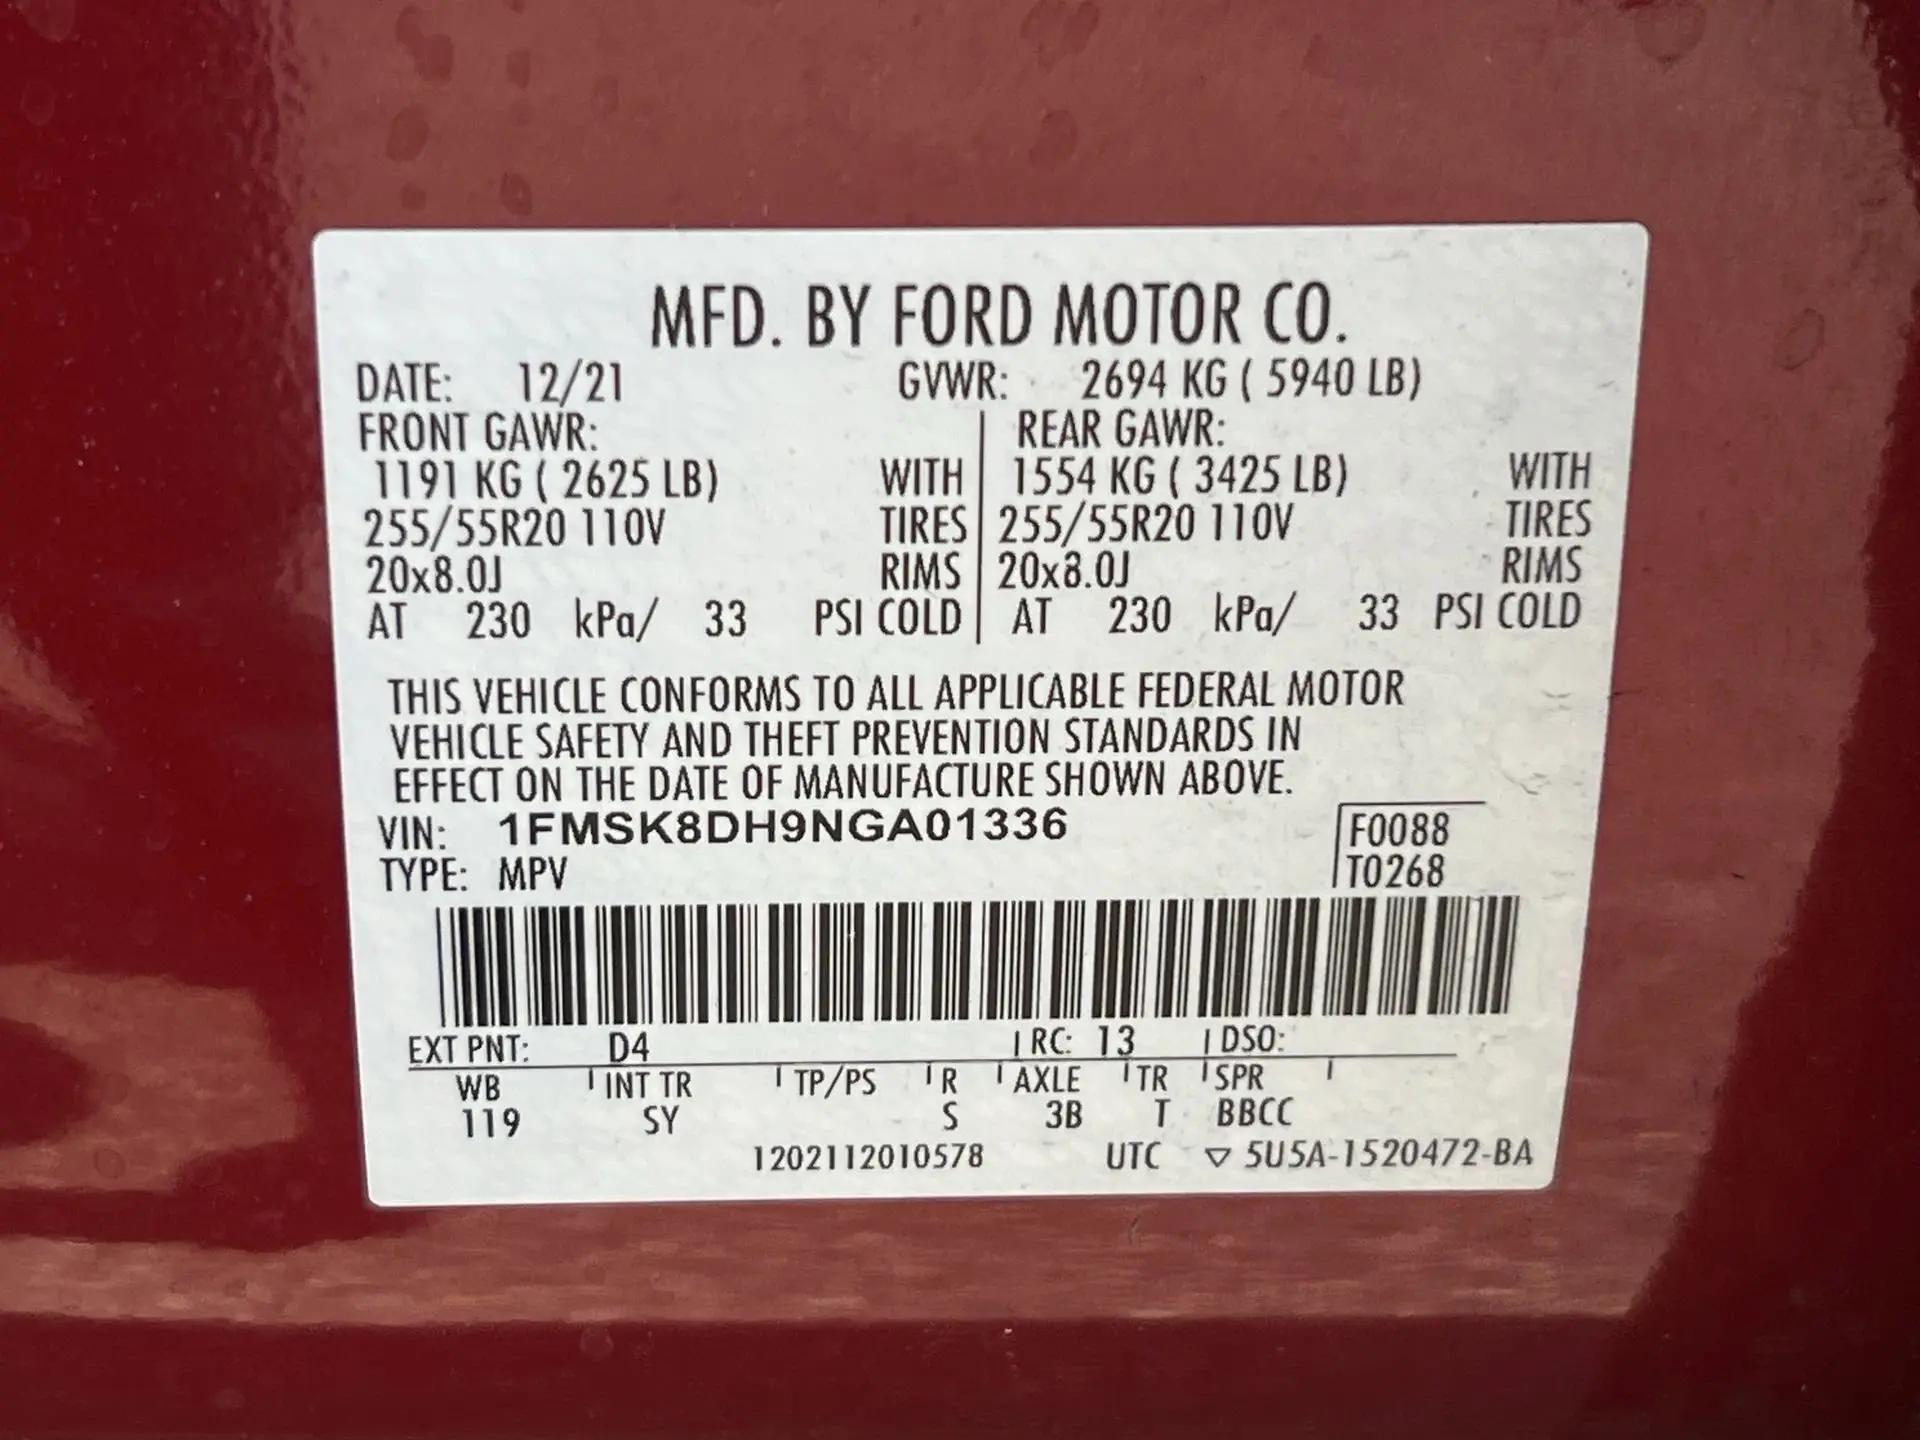 MFD. BY FORD MOTOR CO.
DATE: 12/21 GVWR: 2694 KG ( 5940 LB)
FRONT GAWR: REAR GAWR:
1191 KG ( 2625 LB) WITH 1554 KG ( 3425 LB) WITH
255/55R20 110V TIRES 255/55R20 110V TIRES
20x8.0J RIMS 20x8.0J RIMS
AT 230 kPa/ 33 PSI COLD AT 230 kPa/ 33 PSI COLD
THIS VEHICLE CONFORMS TO ALL APPLICABLE FEDERAL MOTOR
VEHICLE SAFETY AND THEFT PREVENTION STANDARDS IN
EFFECT ON THE DATE OF MANUFACTURE SHOWN ABOVE.
VIN: 1FMSK8DH9NGA01336 F0088
TYPE: MPV T0268
EXT PNT: D4 RC: 13 DSO:
WB INT TR TP/PS R AXLE TR SPR
119 SY S 3B T BBCC
1202112010578 UTC ▽ 5U5A-1520472-BA